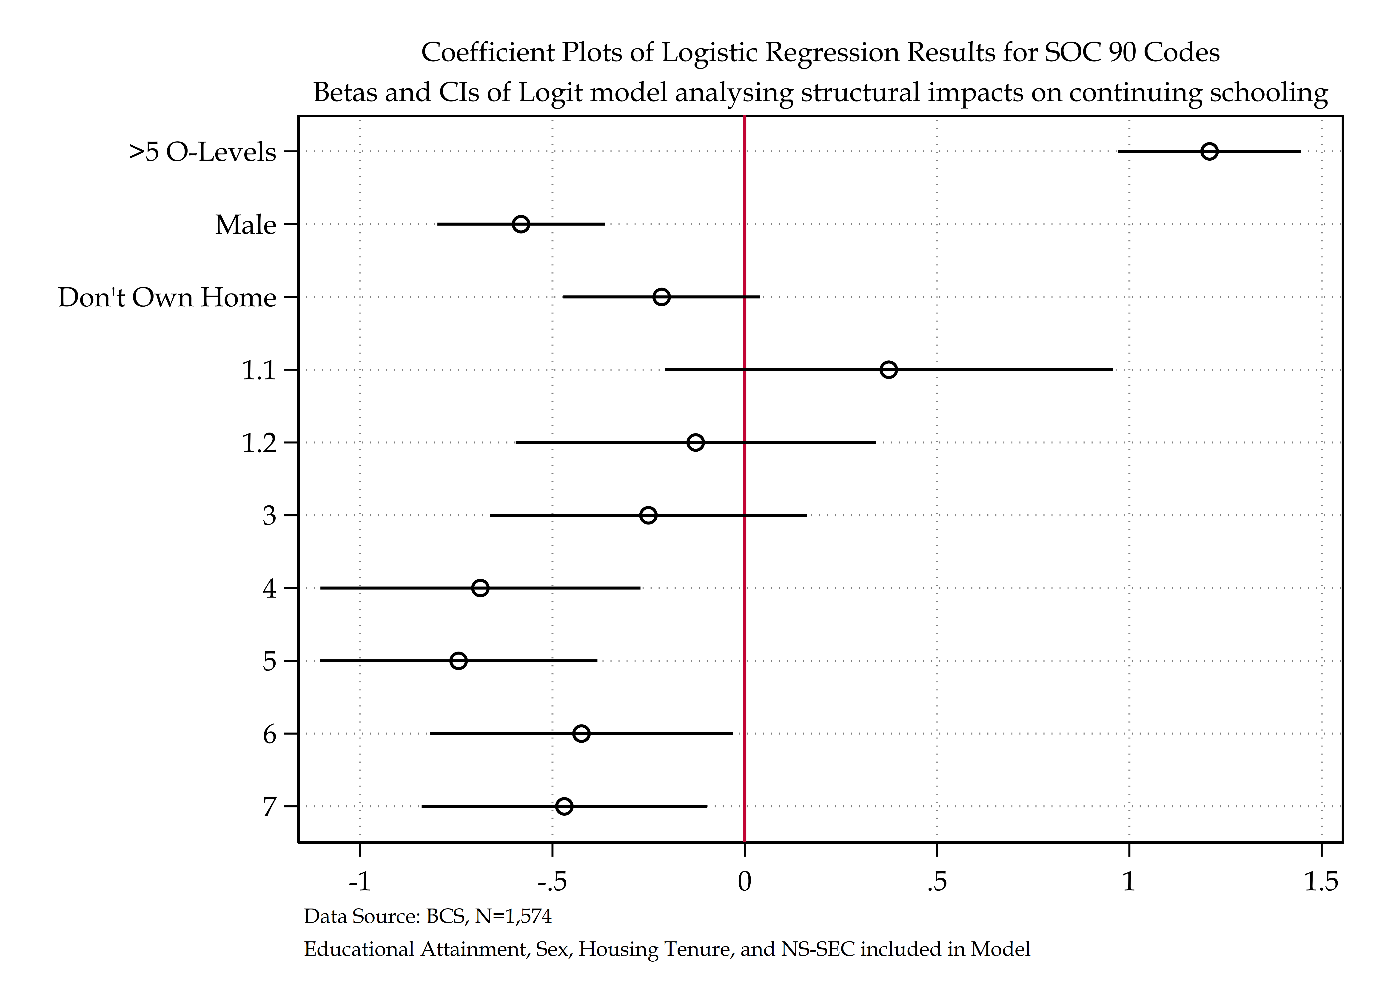 Coefficient Plots of Logistic Regression Results for SOC 90 Codes
Betas and CIs of Logit model analysing structural impacts on continuing schooling
>5 O-Levels
Male
Don't Own Home
1.1
1.2
3
4
5
6
7
-1
-.5
0
.5
1
1.5
Data Source: BCS, N=1,574
Educational Attainment, Sex, Housing Tenure, and NS-SEC included in Model